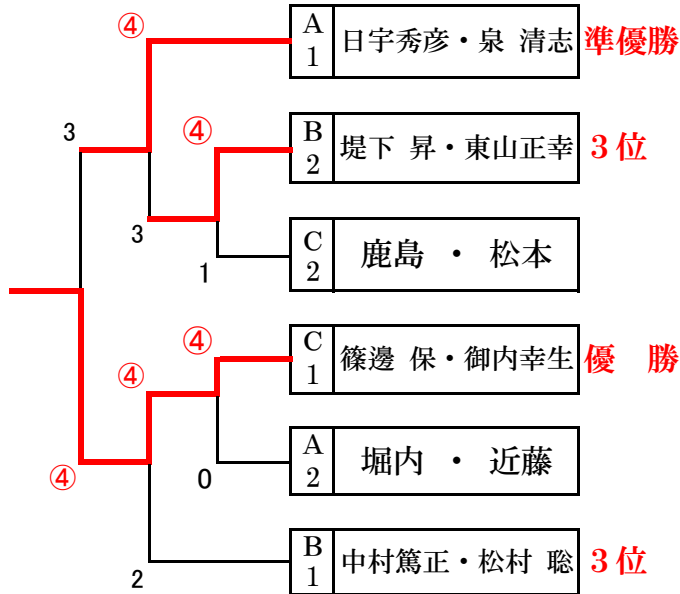 ④
A
1
日宇秀彦・泉 清志
準優勝
3
④
B
2
堤下 昇・東山正幸
３位
3
1
C
2
鹿島 ・ 松本
④
④
C
1
篠邊 保・御内幸生
優 勝
④
0
A
2
堀内 ・ 近藤
2
B
1
中村篤正・松村 聡
３位